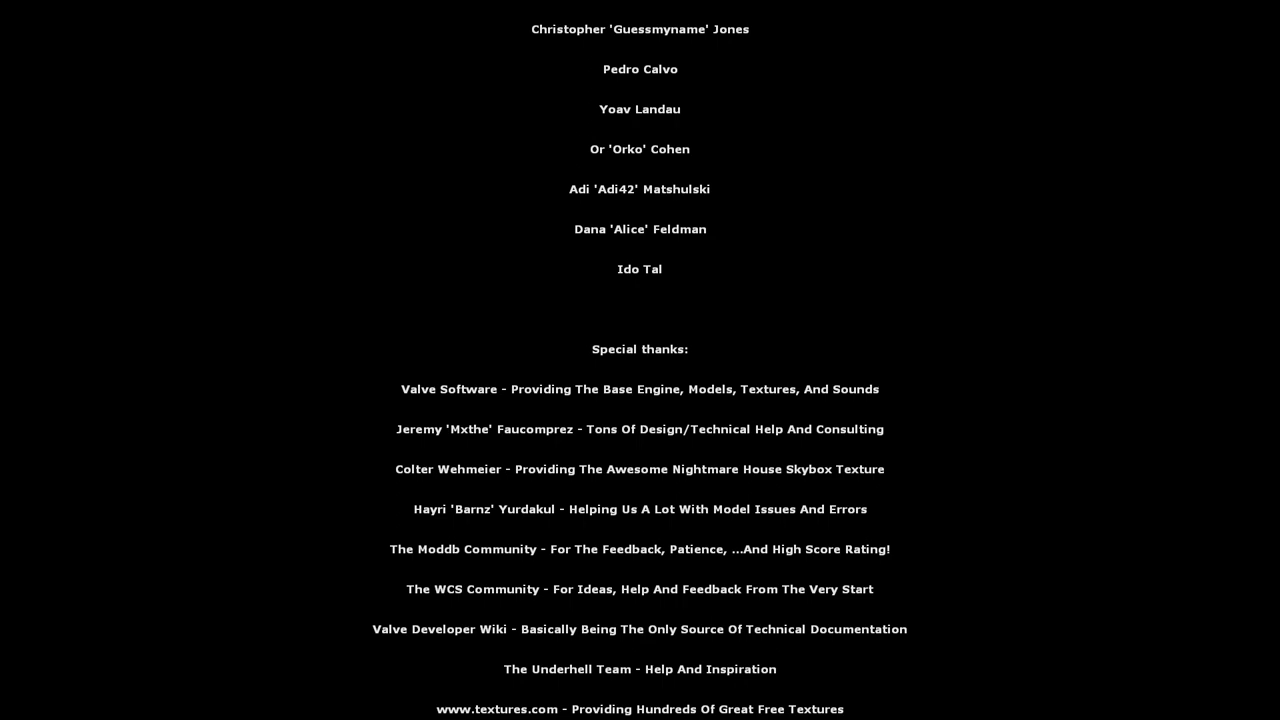 Christopher 'Guessmyname' Jones
Pedro Calvo
Yoav Landau
Or 'Orko' Cohen
Adi 'Adi42' Matshulski
Dana 'Alice' Feldman
Ido Tal
Special thanks:
Valve Software - Providing The Base Engine, Models, Textures, And Sounds
Jeremy 'Mxthe' Faucomprez - Tons Of Design/Technical Help And Consulting
Colter Wehmeier - Providing The Awesome Nightmare House Skybox Texture
Hayri 'Barnz' Yurdakul - Helping Us A Lot With Model Issues And Errors
The Moddb Community - For The Feedback, Patience, ...And High Score Rating!
The WCS Community - For Ideas, Help And Feedback From The Very Start
Valve Developer Wiki - Basically Being The Only Source Of Technical Documentation
The Underhell Team - Help And Inspiration
www.textures.com - Providing Hundreds Of Great Free Textures